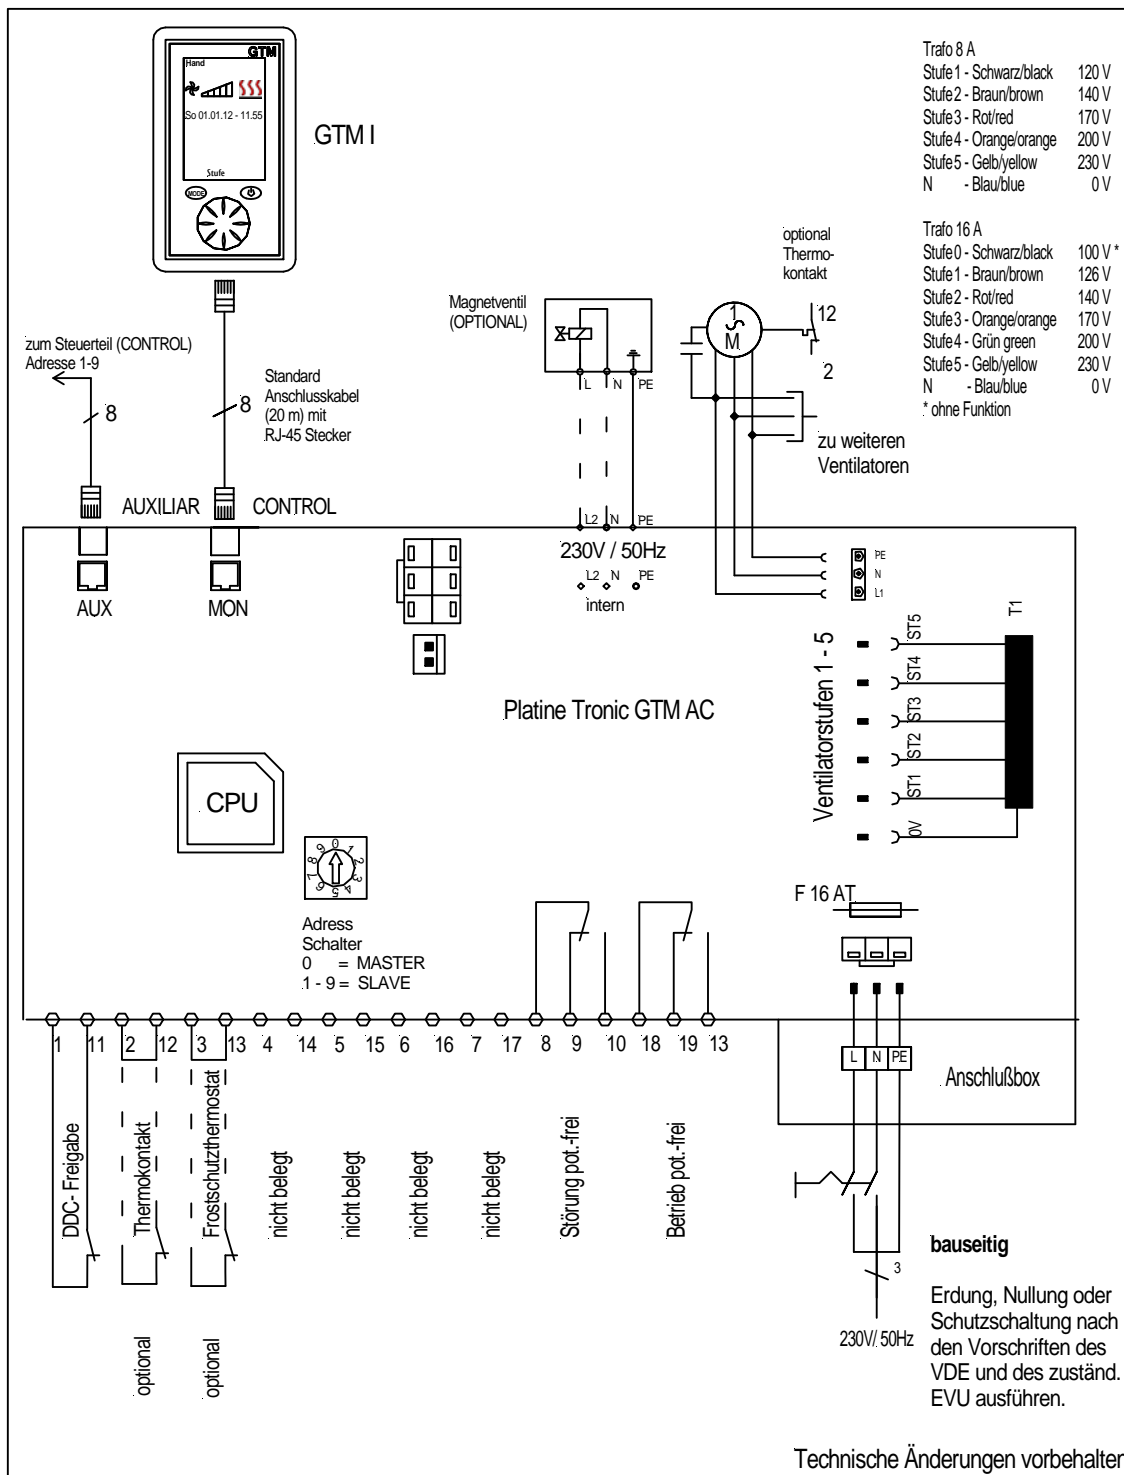 GTM
Hand
So 01.01.12 - 11.55
Stufe
MODE
GTM I
Trafo 8 A
Stufe 1 - Schwarz/black 120 V
Stufe 2 - Braun/brown 140 V
Stufe 3 - Rot/red 170 V
Stufe 4 - Orange/orange 200 V
Stufe 5 - Gelb/yellow 230 V
N - Blau/blue 0 V
Trafo 16 A
Stufe 0 - Schwarz/black 100 V *
Stufe 1 - Braun/brown 126 V
Stufe 2 - Rot/red 140 V
Stufe 3 - Orange/orange 170 V
Stufe 4 - Grün green 200 V
Stufe 5 - Gelb/yellow 230 V
N - Blau/blue 0 V
* ohne Funktion
optional
Thermo-
kontakt
12
2
1
M
Magnetventil
(OPTIONAL)
L N PE
zu weiteren
Ventilatoren
zum Steuerteil (CONTROL)
Adresse 1-9
8
Standard
Anschlusskabel
(20 m) mit
RJ-45 Stecker
8
AUXILIAR
CONTROL
AUX
MON
L2 N PE
230V / 50Hz
L2 N PE
intern
PE
N
L1
T1
Ventilatorstufen 1 - 5
ST5
ST4
ST3
ST2
ST1
0V
Platine Tronic GTM AC
CPU
0 1 2 3 4 5 6 7 8 9
Adress
Schalter
0 = MASTER
1 - 9 = SLAVE
F 16 AT
1 11 2 12 3 13 4 14 5 15 6 16 7 17 8 9 10 18 19 13
L N PE
Anschlußbox
DDC- Freigabe
Thermokontakt
Frostschutzthermostat
nicht belegt
nicht belegt
nicht belegt
nicht belegt
Störung pot.-frei
Betrieb pot.-frei
optional
optional
3
230V/ 50Hz
bauseitig
Erdung, Nullung oder
Schutzschaltung nach
den Vorschriften des
VDE und des zuständ.
EVU ausführen.
Technische Änderungen vorbehalten